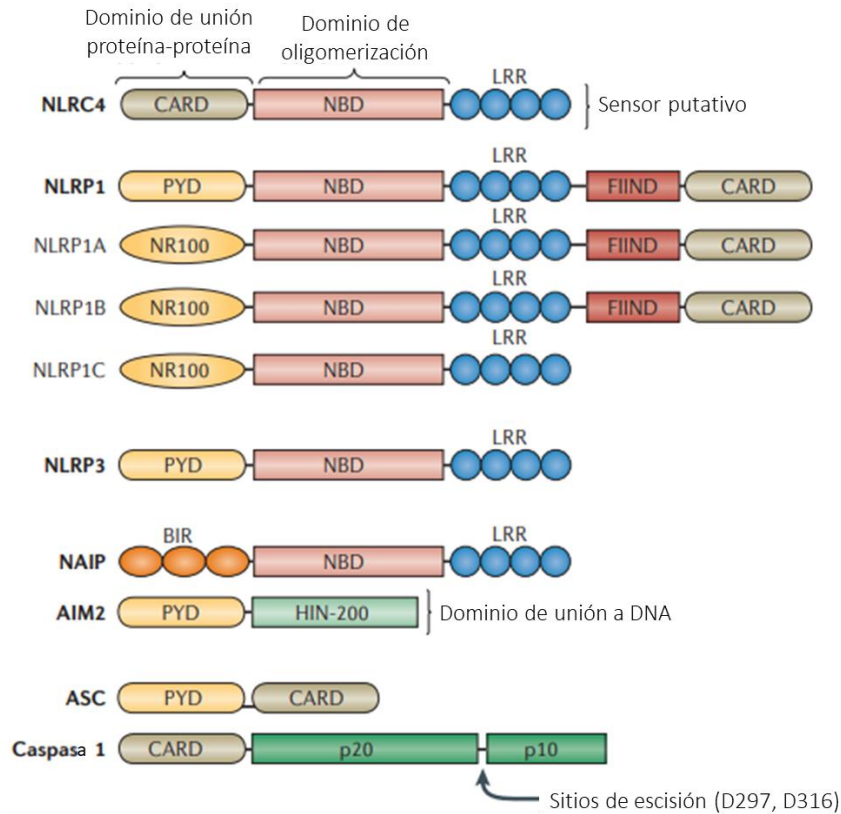 Dominio de unión
proteína-proteína
Dominio de
oligomerización
LRR
NLRC4 CARD NBD Sensor putativo
LRR
NLRP1 PYD NBD FIIND CARD
LRR
NLRP1A NR100 NBD FIIND CARD
LRR
NLRP1B NR100 NBD FIIND CARD
LRR
NLRP1C NR100 NBD
LRR
NLRP3 PYD NBD
BIR LRR
NAIP NBD
AIM2 PYD HIN-200 Dominio de unión a DNA
ASC PYD CARD
Caspasa 1 CARD p20 p10
Sitios de escisión (D297, D316)